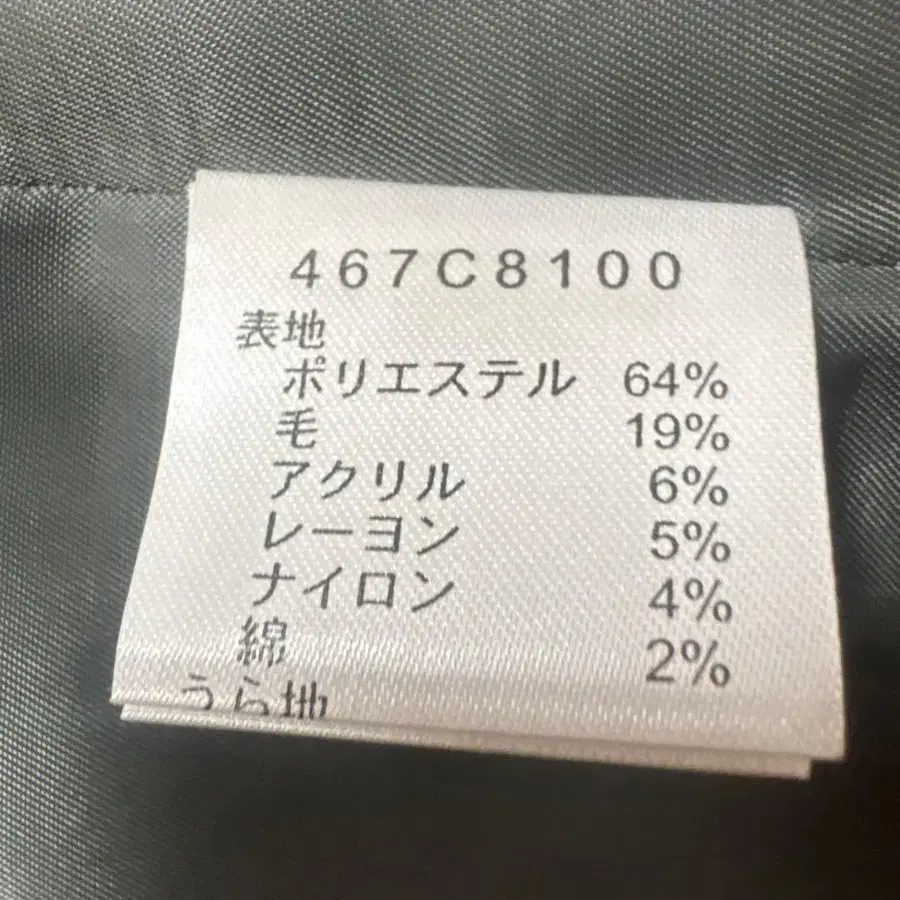 467C8100
表地
ポリエステル 64%
毛 19%
アクリル 6%
レーヨン 5%
ナイロン 4%
綿 2%
うら地